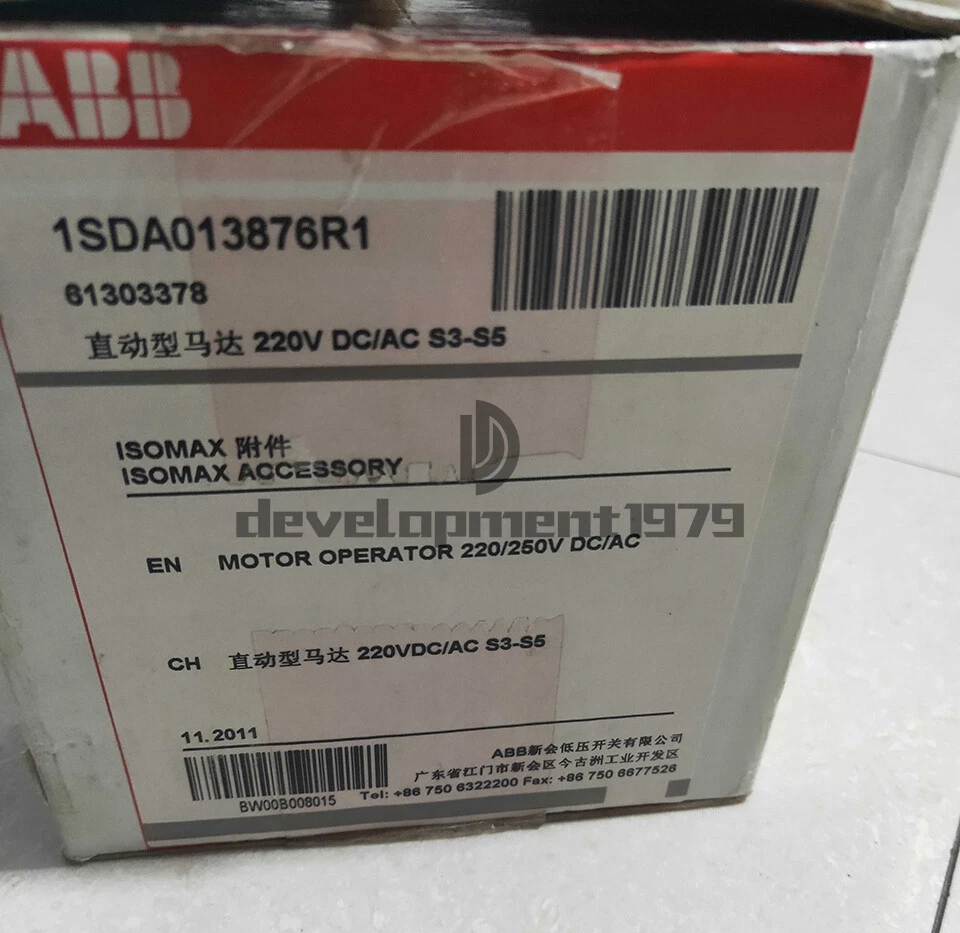 ABB
1SDA013876R1
61303378
直动型马达 220V DC/AC S3-S5
ISOMAX 附件
ISOMAX ACCESSORY
development1979
EN MOTOR OPERATOR 220/250V DC/AC
CH 直动型马达 220VDC/AC S3-S5
11.2011
BW00B008015
ABB新会低压开关有限公司
广东省江门市新会区今古洲工业开发区
Tel: +86 750 6322200 Fax: +86 750 6677526